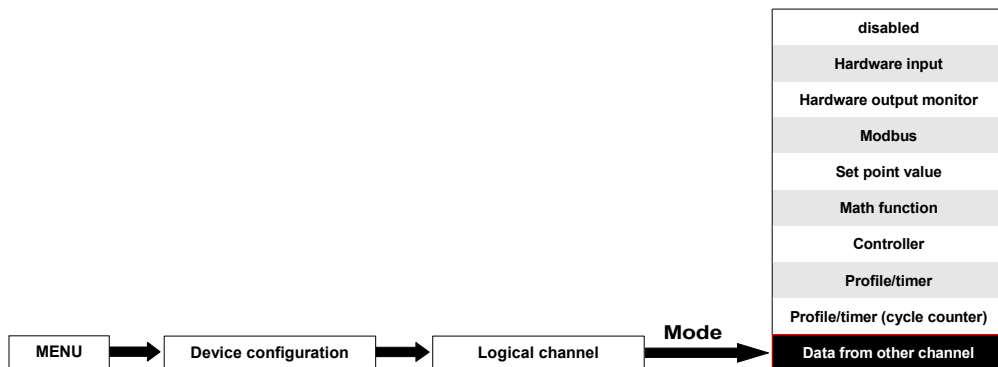 disabled
Hardware input
Hardware output monitor
Modbus
Set point value
Math function
Controller
Profile/timer
Profile/timer (cycle counter)
MENU
Device configuration
Logical channel
Mode
Data from other channel